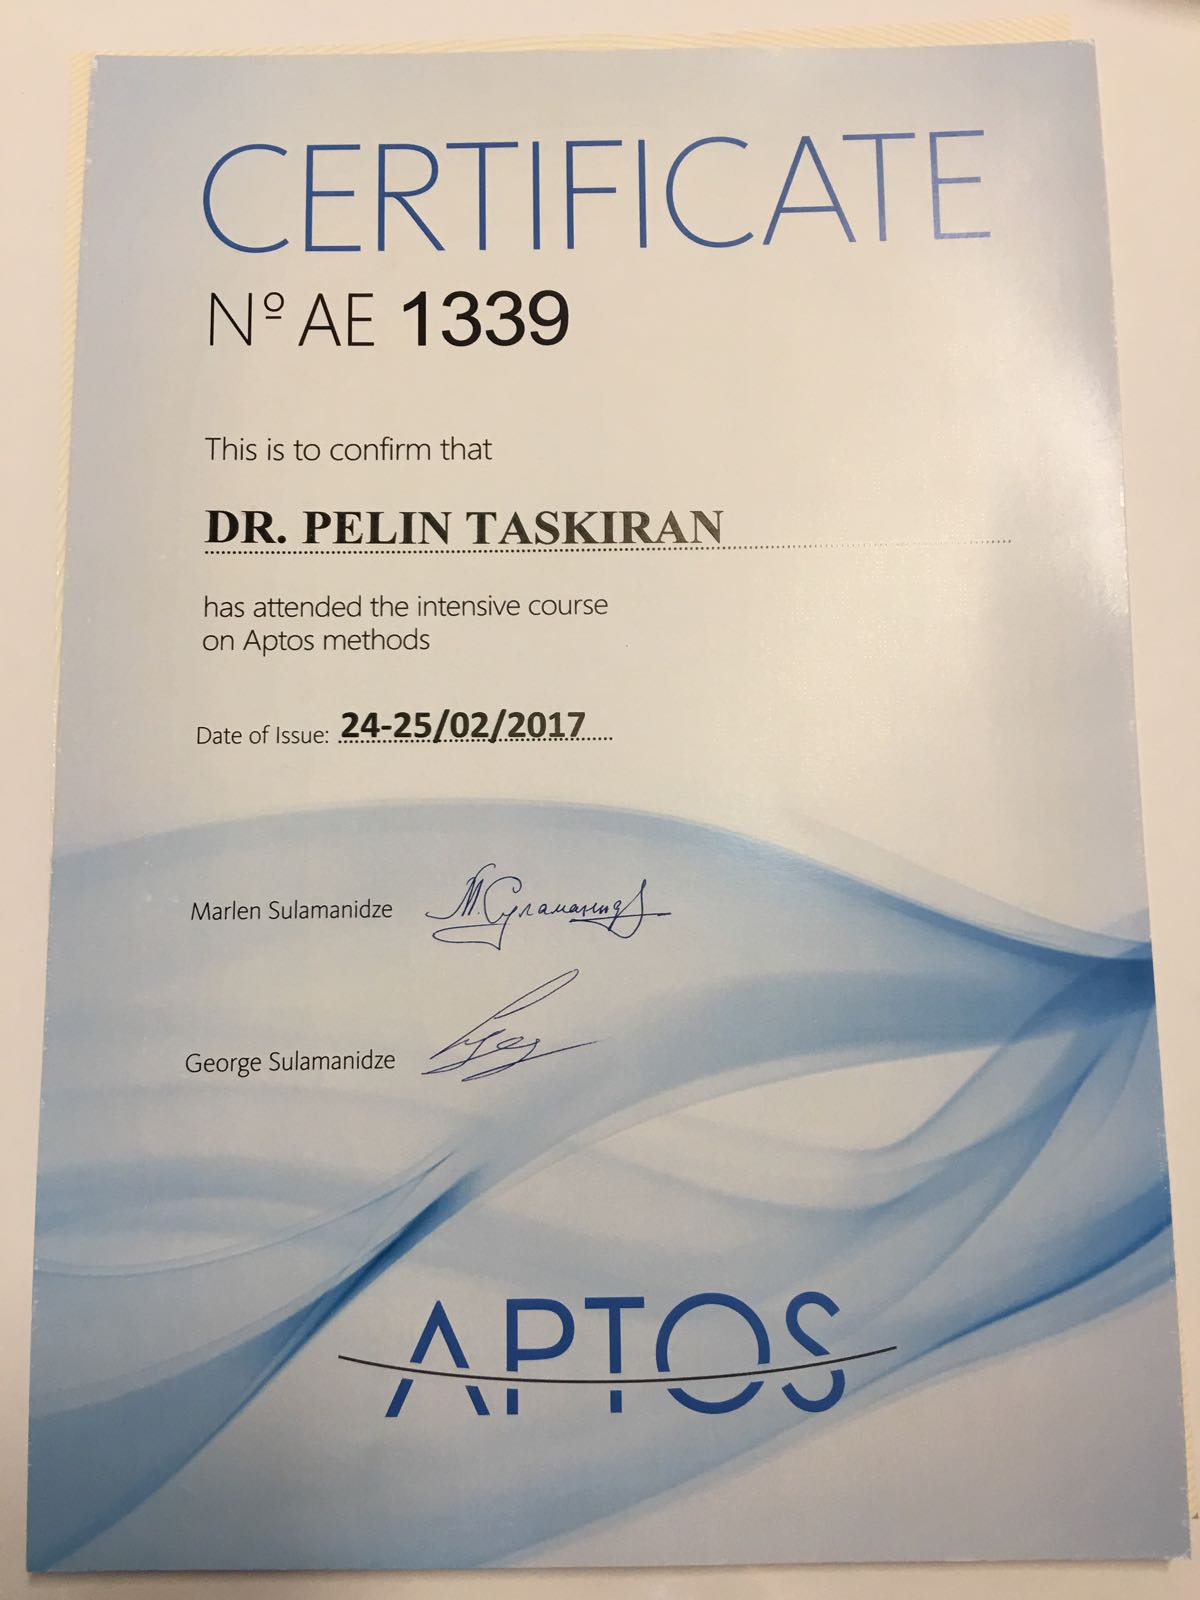 CERTIFICATE
Nº AE 1339
This is to confirm that
DR. PELIN TASKIRAN
has attended the intensive course
on Aptos methods
Date of Issue: 24-25/02/2017
Marlen Sulamanidze
George Sulamanidze
APTOS